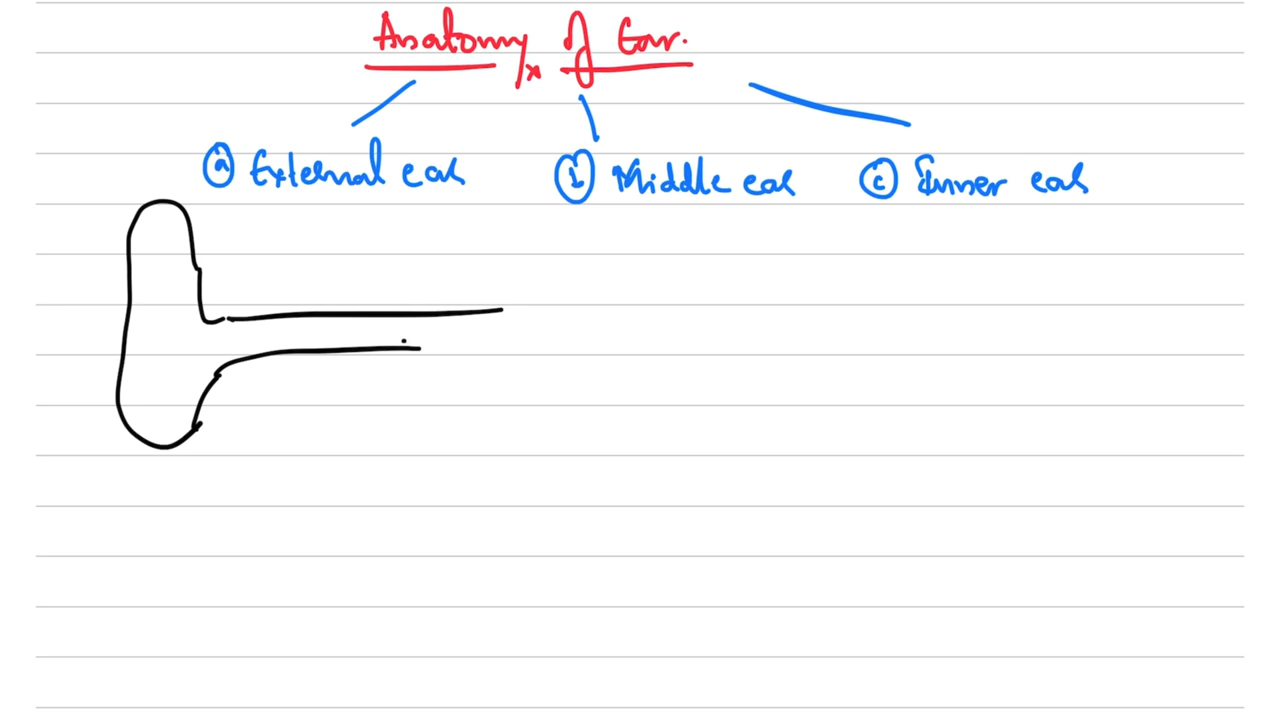 Anatomy of Ear.
ⓐ External ear ⓑ Middle ear ⓒ Inner ear